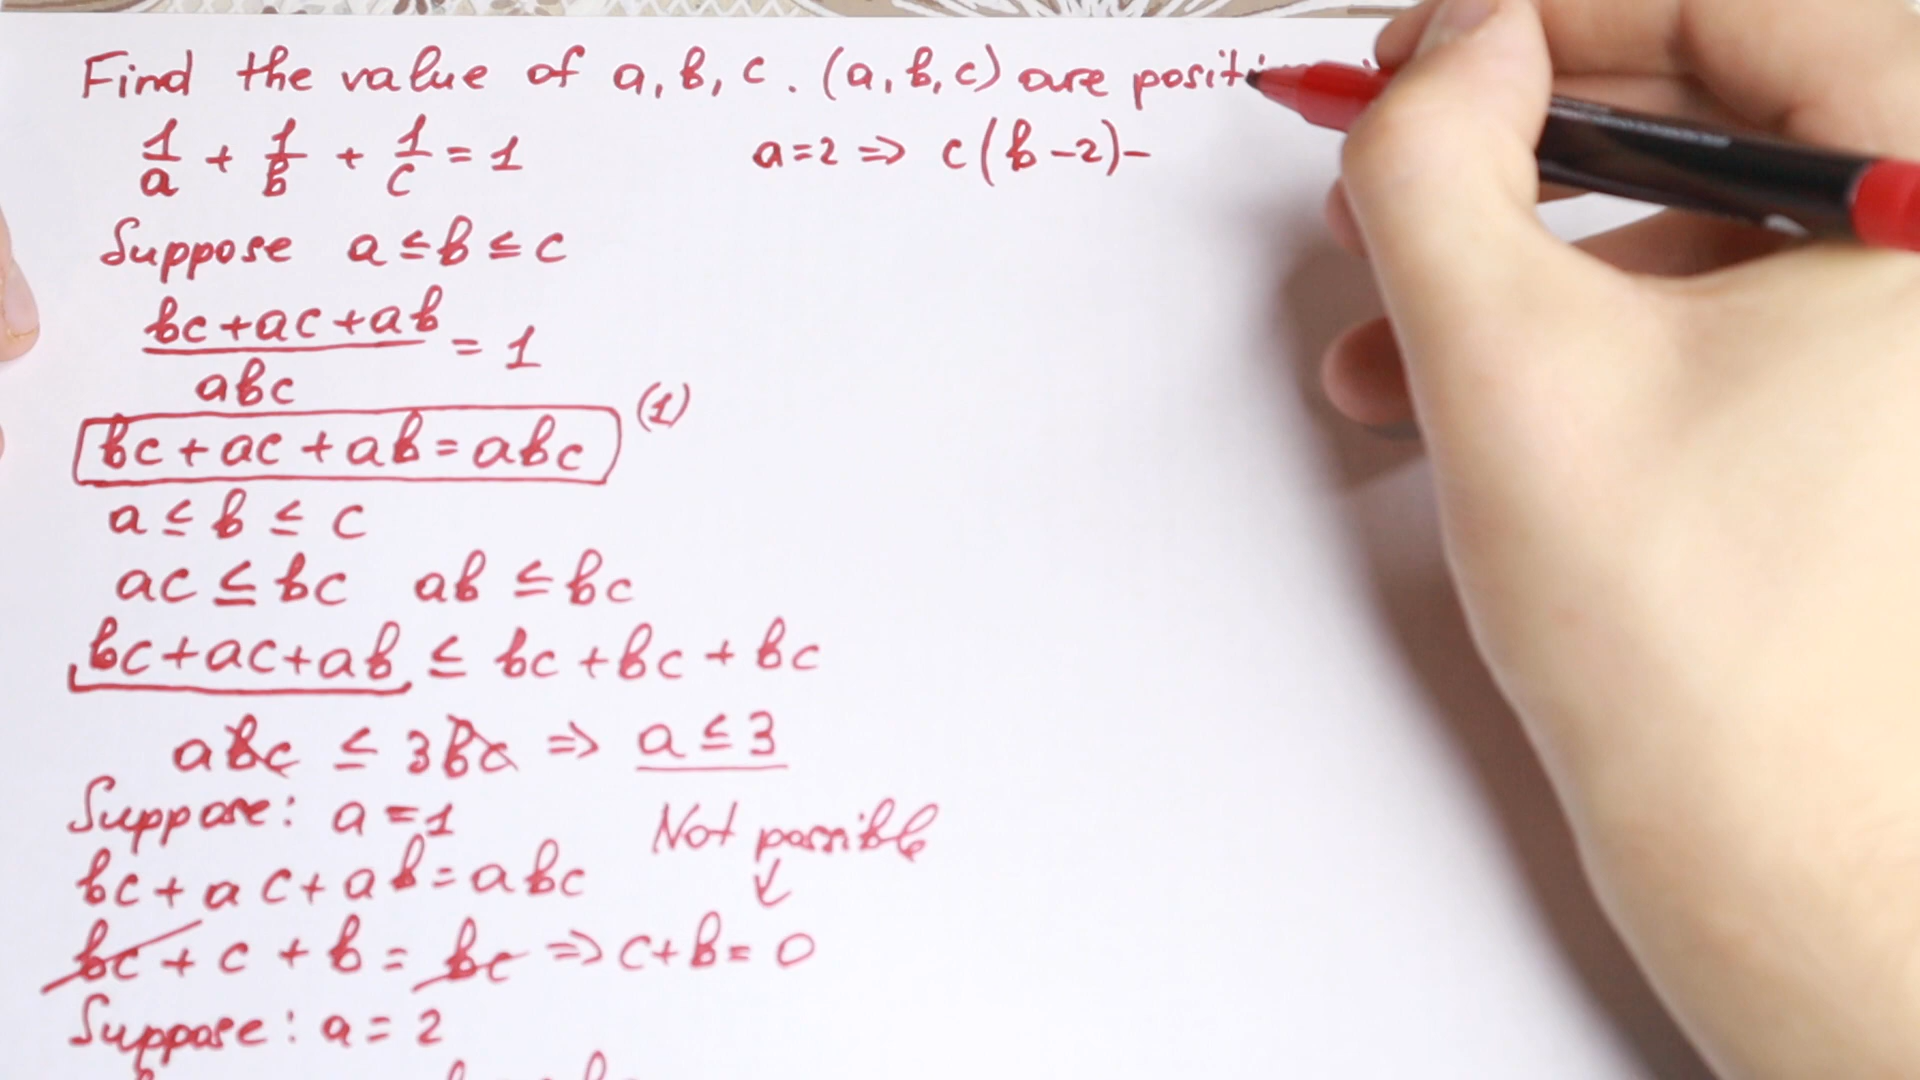 Find the value of a, b, c. (a, b, c) are positi
1/a + 1/b + 1/c = 1
a=2 ⇒ c(b-2)-
Suppose a ≤ b ≤ c
(bc+ac+ab)/abc = 1
bc + ac + ab = abc (1)
a ≤ b ≤ c
ac ≤ bc ab ≤ bc
bc+ac+ab ≤ bc + bc + bc
abc ≤ 3bc ⇒ a ≤ 3
Suppose: a = 1
Not possible
bc + ac + ab = abc
↓
bc + c + b = bc ⇒ c+b = 0
Suppose: a = 2